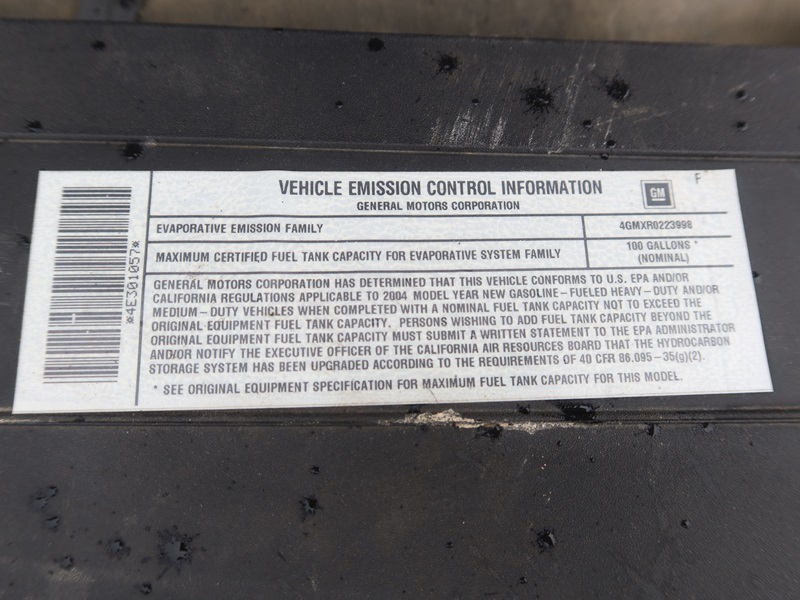 VEHICLE EMISSION CONTROL INFORMATION
GM
F
GENERAL MOTORS CORPORATION
EVAPORATIVE EMISSION FAMILY
4GMXR0223998
MAXIMUM CERTIFIED FUEL TANK CAPACITY FOR EVAPORATIVE SYSTEM FAMILY
100 GALLONS *
(NOMINAL)
GENERAL MOTORS CORPORATION HAS DETERMINED THAT THIS VEHICLE CONFORMS TO U.S. EPA AND/OR
CALIFORNIA REGULATIONS APPLICABLE TO 2004 MODEL YEAR NEW GASOLINE-FUELED HEAVY-DUTY AND/OR
MEDIUM-DUTY VEHICLES WHEN COMPLETED WITH A NOMINAL FUEL TANK CAPACITY NOT TO EXCEED THE
ORIGINAL EQUIPMENT FUEL TANK CAPACITY. PERSONS WISHING TO ADD FUEL TANK CAPACITY BEYOND THE
ORIGINAL EQUIPMENT FUEL TANK CAPACITY MUST SUBMIT A WRITTEN STATEMENT TO THE EPA ADMINISTRATOR
AND/OR NOTIFY THE EXECUTIVE OFFICER OF THE CALIFORNIA AIR RESOURCES BOARD THAT THE HYDROCARBON
STORAGE SYSTEM HAS BEEN UPGRADED ACCORDING TO THE REQUIREMENTS OF 40 CFR 86.095-35(g)(2).
* SEE ORIGINAL EQUIPMENT SPECIFICATION FOR MAXIMUM FUEL TANK CAPACITY FOR THIS MODEL.
*4E301057*